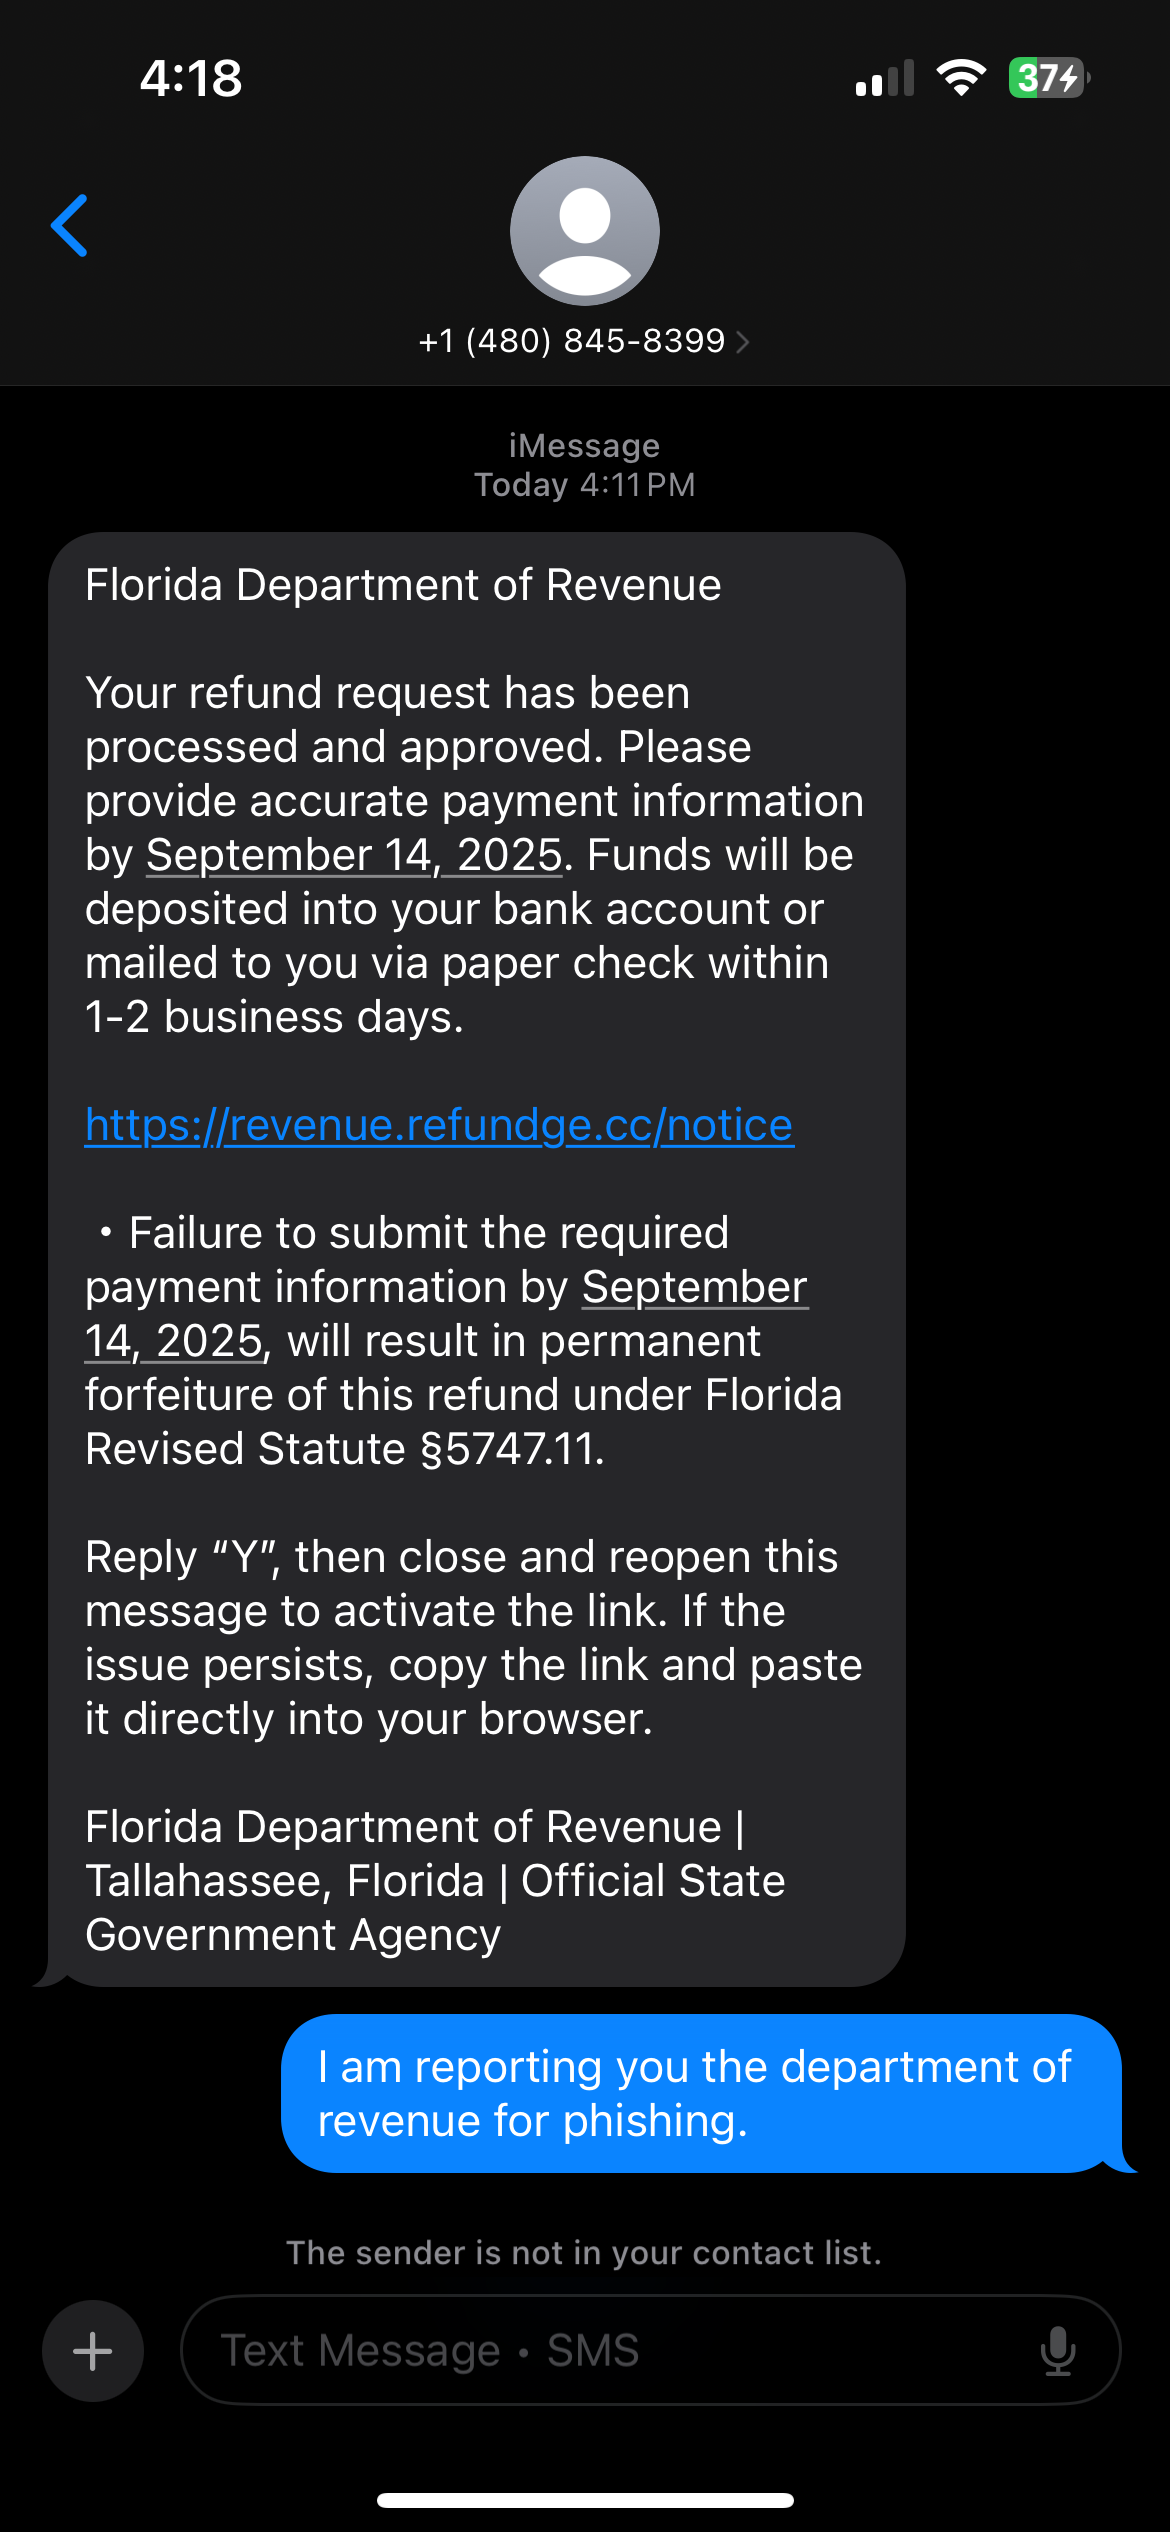 4:18
37
+1 (480) 845-8399
iMessage
Today 4:11 PM
Florida Department of Revenue
Your refund request has been
processed and approved. Please
provide accurate payment information
by September 14, 2025. Funds will be
deposited into your bank account or
mailed to you via paper check within
1-2 business days.
https://revenue.refundge.cc/notice
・Failure to submit the required
payment information by September
14, 2025, will result in permanent
forfeiture of this refund under Florida
Revised Statute §5747.11.
Reply “Y”, then close and reopen this
message to activate the link. If the
issue persists, copy the link and paste
it directly into your browser.
Florida Department of Revenue |
Tallahassee, Florida | Official State
Government Agency
I am reporting you the department of
revenue for phishing.
The sender is not in your contact list.
Text Message • SMS